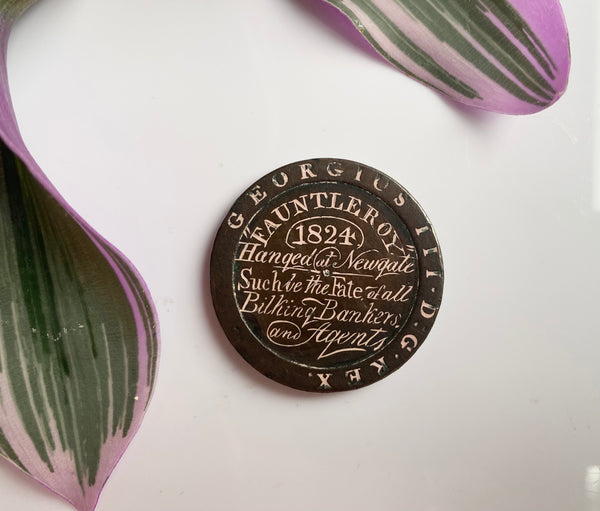 GEORGIUS III · D : G · REX ·
"FAUNTLEROY"
1824
Hanged at Newgate
Such be the Fate of all
Bilking Bankers
and Agents